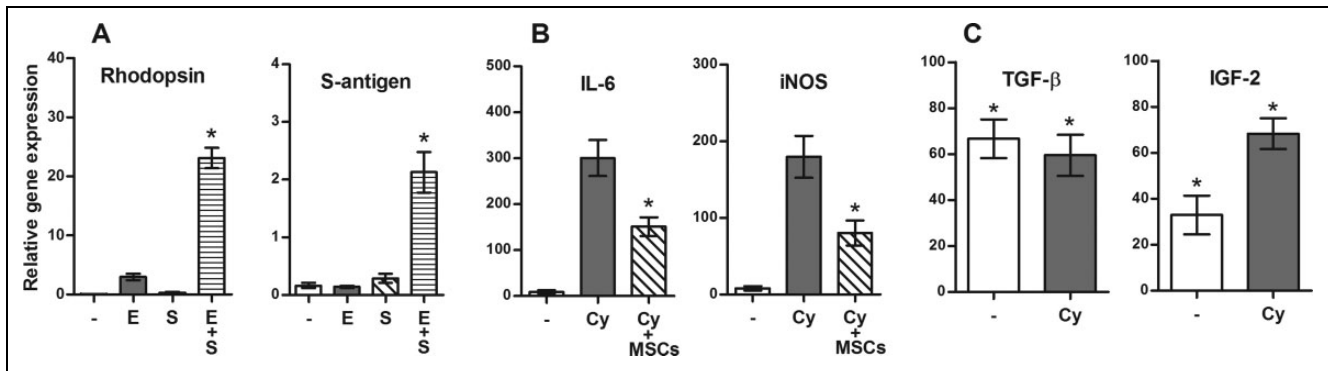 A
B
C
Relative gene expression
Rhodopsin
40
30
20
10
0
-
E
S
E
+
S
S-antigen
4
3
2
1
0
-
E
S
E
+
S
*
*
IL-6
500
400
300
200
100
0
-
Cy
Cy
+
MSCs
*
iNOS
300
200
100
0
-
Cy
Cy
+
MSCs
*
TGF-β
100
80
60
40
20
0
-
Cy
*
*
IGF-2
100
80
60
40
20
0
-
Cy
*
*